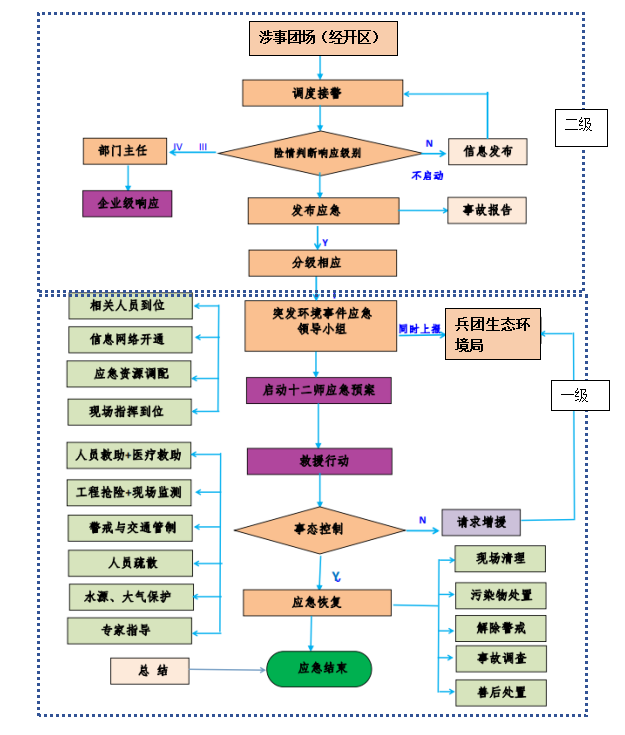 涉事团场（经开区）
调度接警
二级
部门主任
IV
III
险情判断响应级别
N
信息发布
不启动
企业级响应
发布应急
事故报告
Y
分级相应
相关人员到位
突发环境事件应急
领导小组
同时上报
兵团生态环
境局
信息网络开通
应急资源调配
启动十二师应急预案
一级
现场指挥到位
人员救助+医疗救助
救援行动
工程抢险+现场监测
警戒与交通管制
事态控制
N
请求增援
人员疏散
现场清理
Y
水源、大气保护
应急恢复
污染物处置
专家指导
解除警戒
总 结
应急结束
事故调查
善后处置